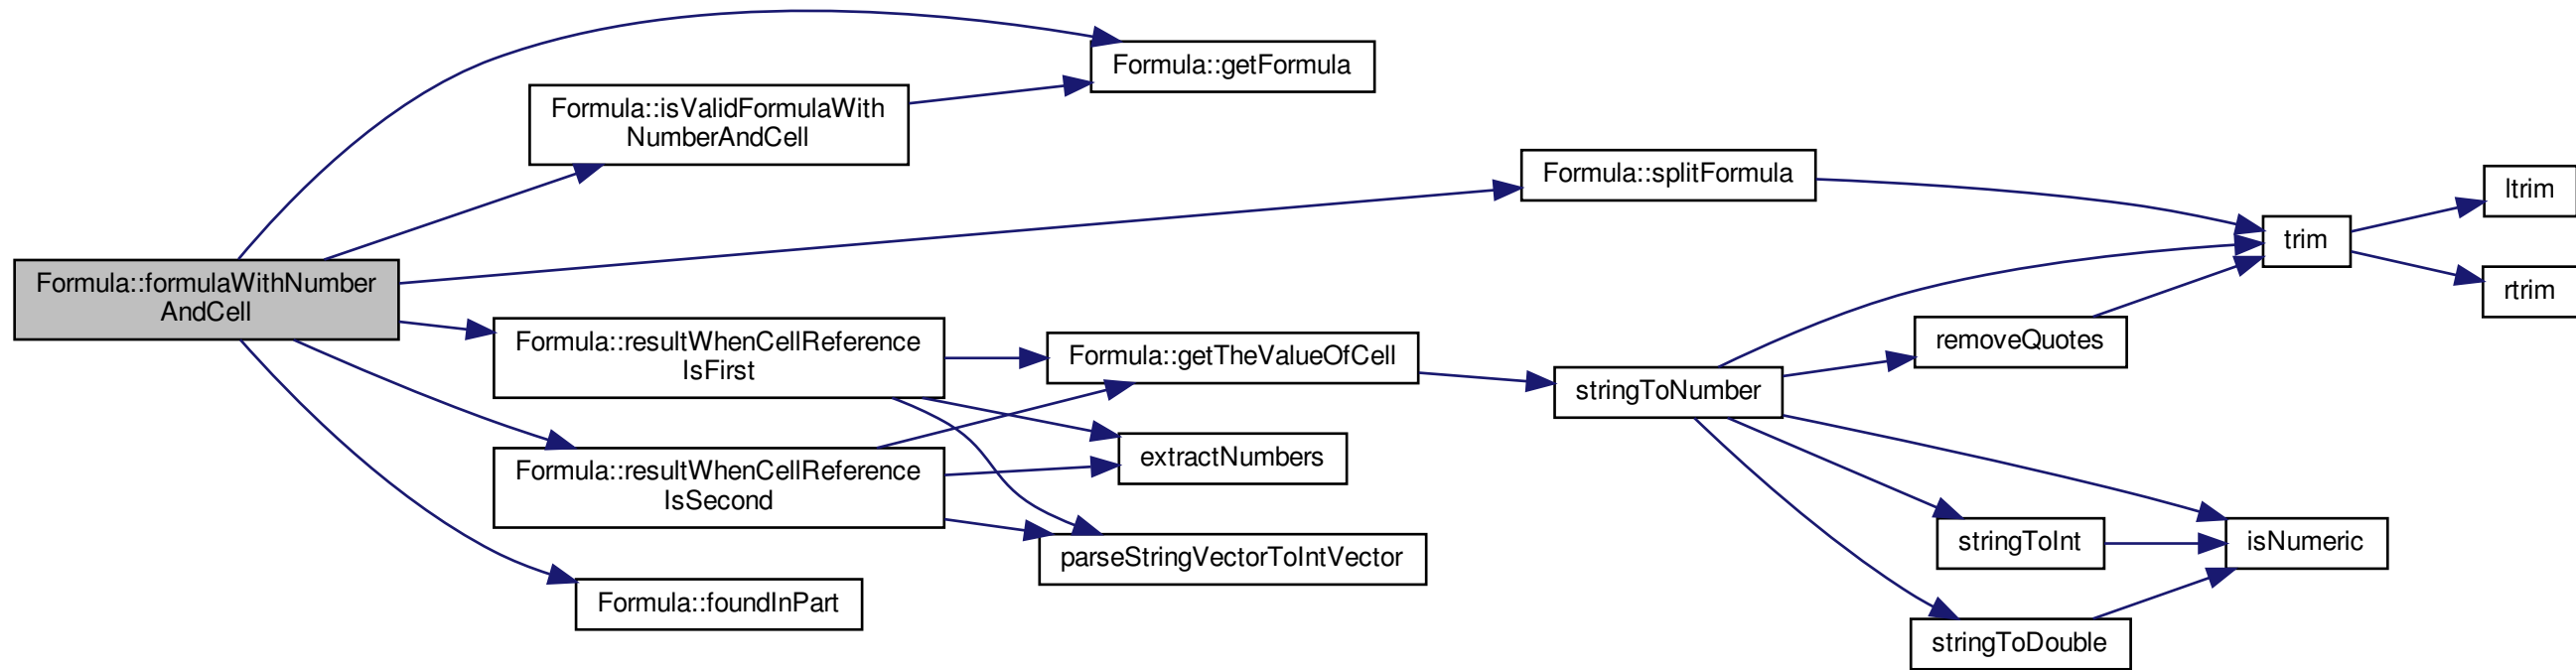 Formula::formulaWithNumber
AndCell
Formula::getFormula
Formula::isValidFormulaWith
NumberAndCell
Formula::splitFormula
trim
ltrim
rtrim
Formula::resultWhenCellReference
IsFirst
Formula::getTheValueOfCell
stringToNumber
removeQuotes
Formula::resultWhenCellReference
IsSecond
extractNumbers
parseStringVectorToIntVector
stringToInt
isNumeric
Formula::foundInPart
stringToDouble